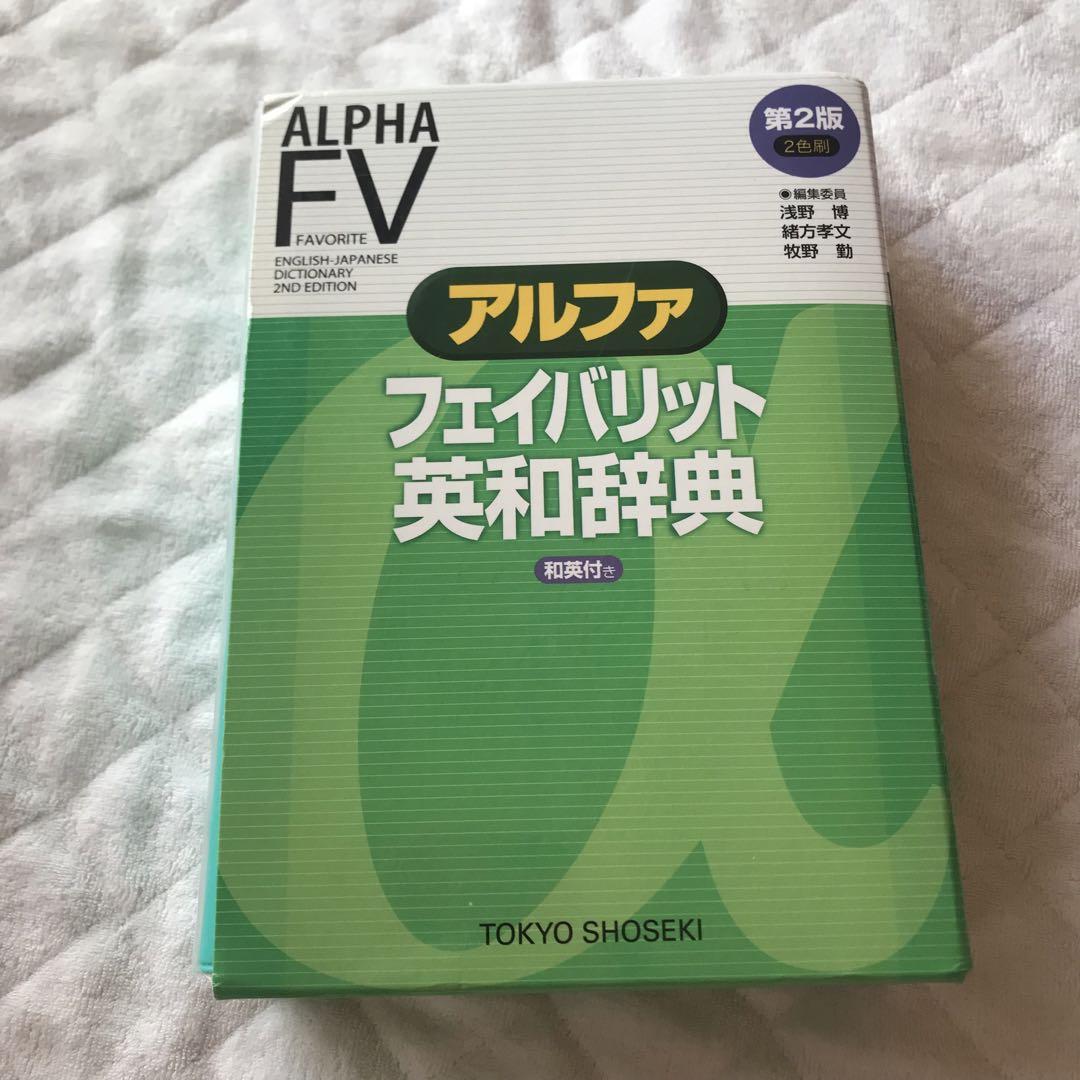 ALPHA
FV
FAVORITE
ENGLISH-JAPANESE
DICTIONARY
2ND EDITION
第2版
2色刷
◉編集委員
浅野 博
緒方孝文
牧野 勤
アルファ
フェイバリット
英和辞典
和英付き
TOKYO SHOSEKI